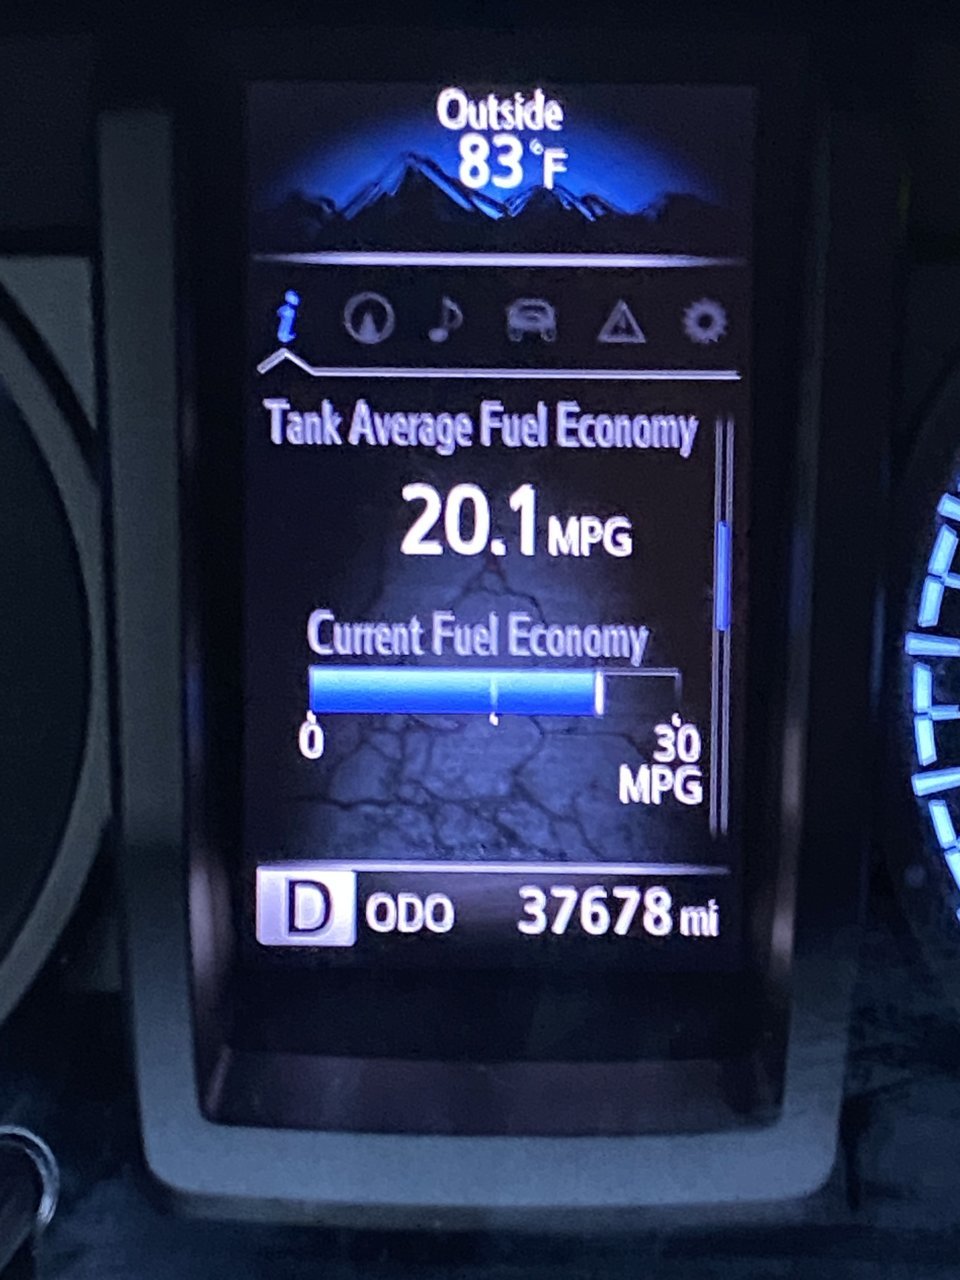 Outside
83°F
i
Tank Average Fuel Economy
20.1 MPG
Current Fuel Economy
0 30
MPG
D ODO 37678 mi